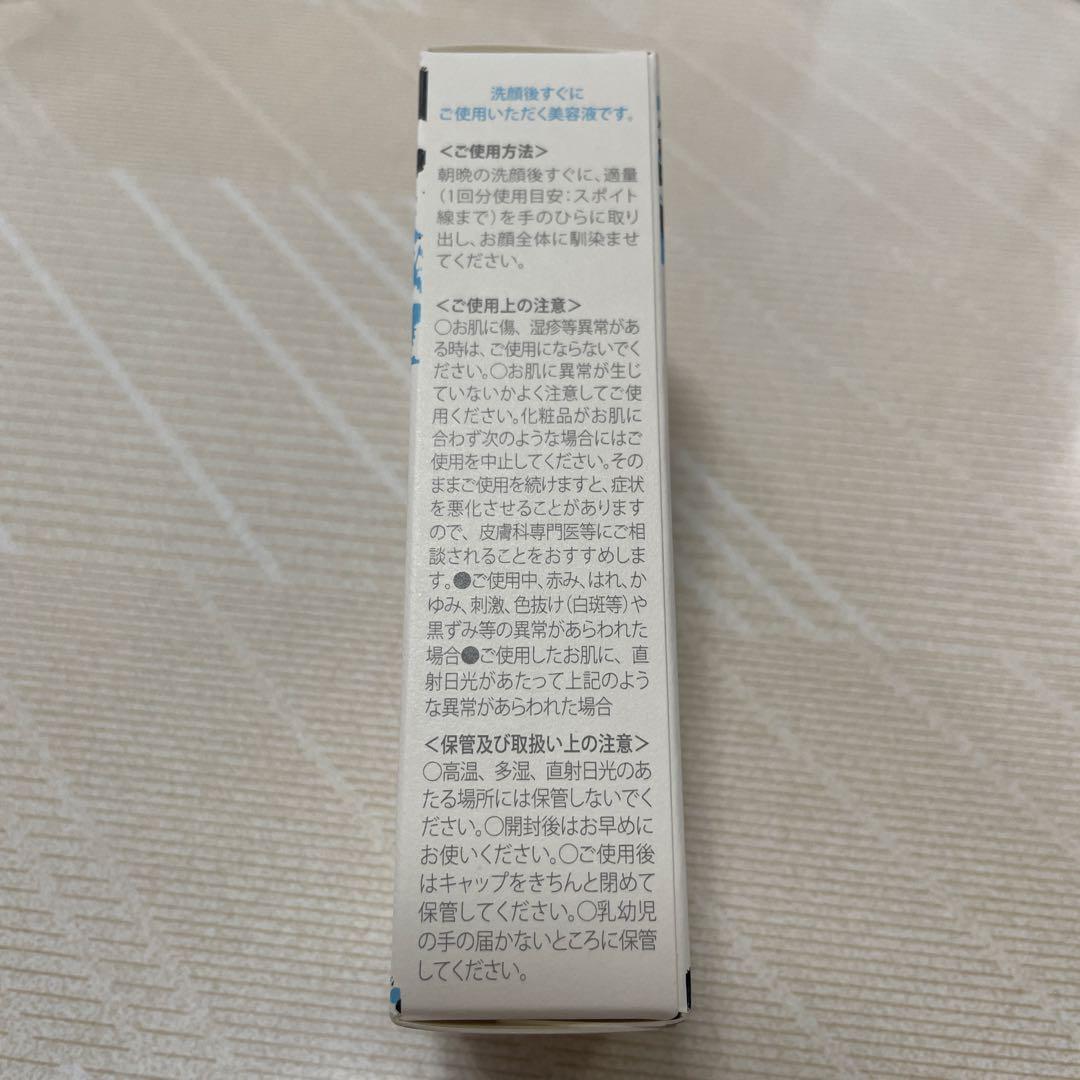 洗顔後すぐに
ご使用いただく美容液です。
＜ご使用方法＞
朝晩の洗顔後すぐに、適量
（1回分使用目安：スポイト
線まで）を手のひらに取り
出し、お顔全体に馴染ませ
てください。
＜ご使用上の注意＞
○お肌に傷、湿疹等異常があ
る時は、ご使用にならないでく
ださい。○お肌に異常が生じ
ていないかよく注意してご使
用ください。化粧品がお肌に
合わず次のような場合にはご
使用を中止してください。その
ままご使用を続けますと、症状
を悪化させることがあります
ので、皮膚科専門医等にご相
談されることをおすすめしま
す。●ご使用中、赤み、はれ、か
ゆみ、刺激、色抜け（白斑等）や
黒ずみ等の異常があらわれた
場合●ご使用したお肌に、直
射日光があたって上記のよう
な異常があらわれた場合
＜保管及び取扱い上の注意＞
○高温、多湿、直射日光のあ
たる場所には保管しないでく
ださい。○開封後はお早めに
お使いください。○ご使用後
はキャップをきちんと閉めて
保管してください。○乳幼児
の手の届かないところに保管
してください。